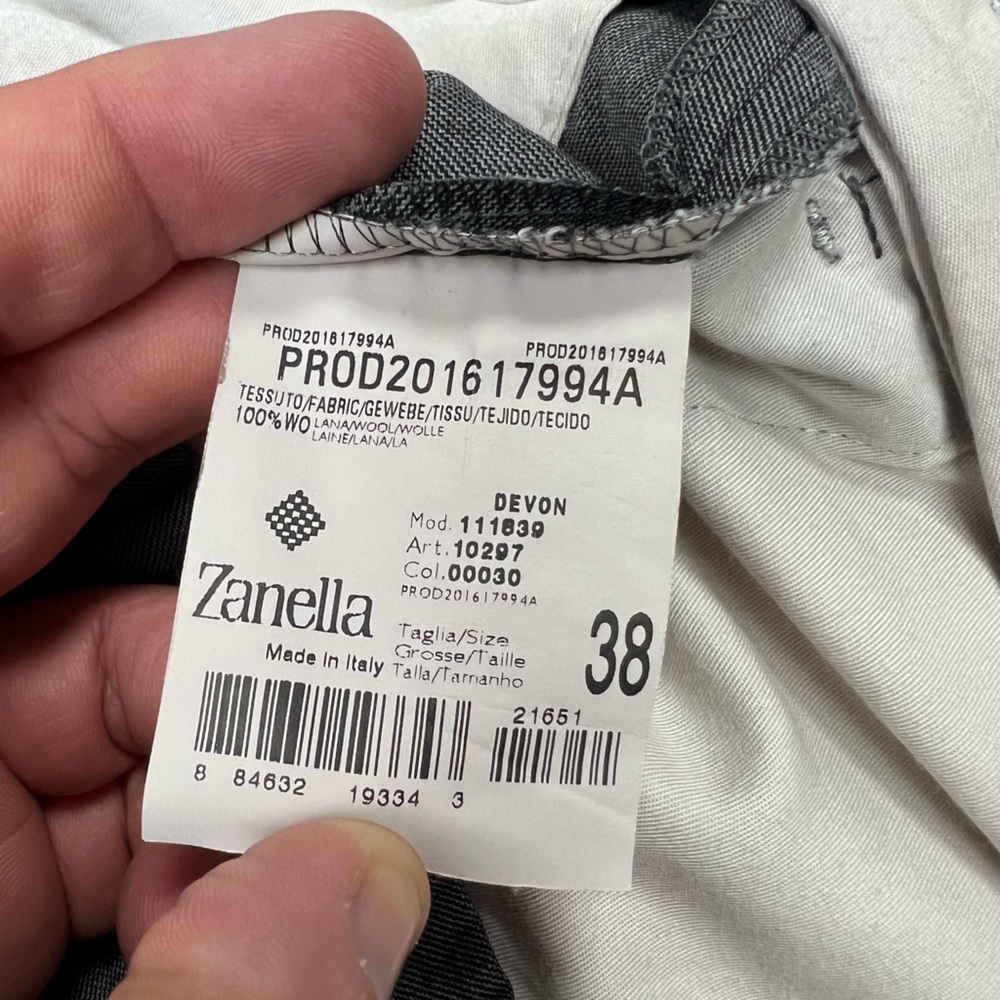 PROD201617994A
PROD201617994A
PROD201617994A
TESSUTO/FABRIC/GEWEBE/TISSU/TEJIDO/TECIDO
100%WO LANA/WOOL/WOLLE
LAINE/LANA/LA
DEVON
Mod. 111639
Art. 10297
Col. 00030
PROD201617994A
Zanella
Made In Italy
Taglia/Size
Grosse/Taille
Talla/Tamanho
38
21651
8 84632 19334 3